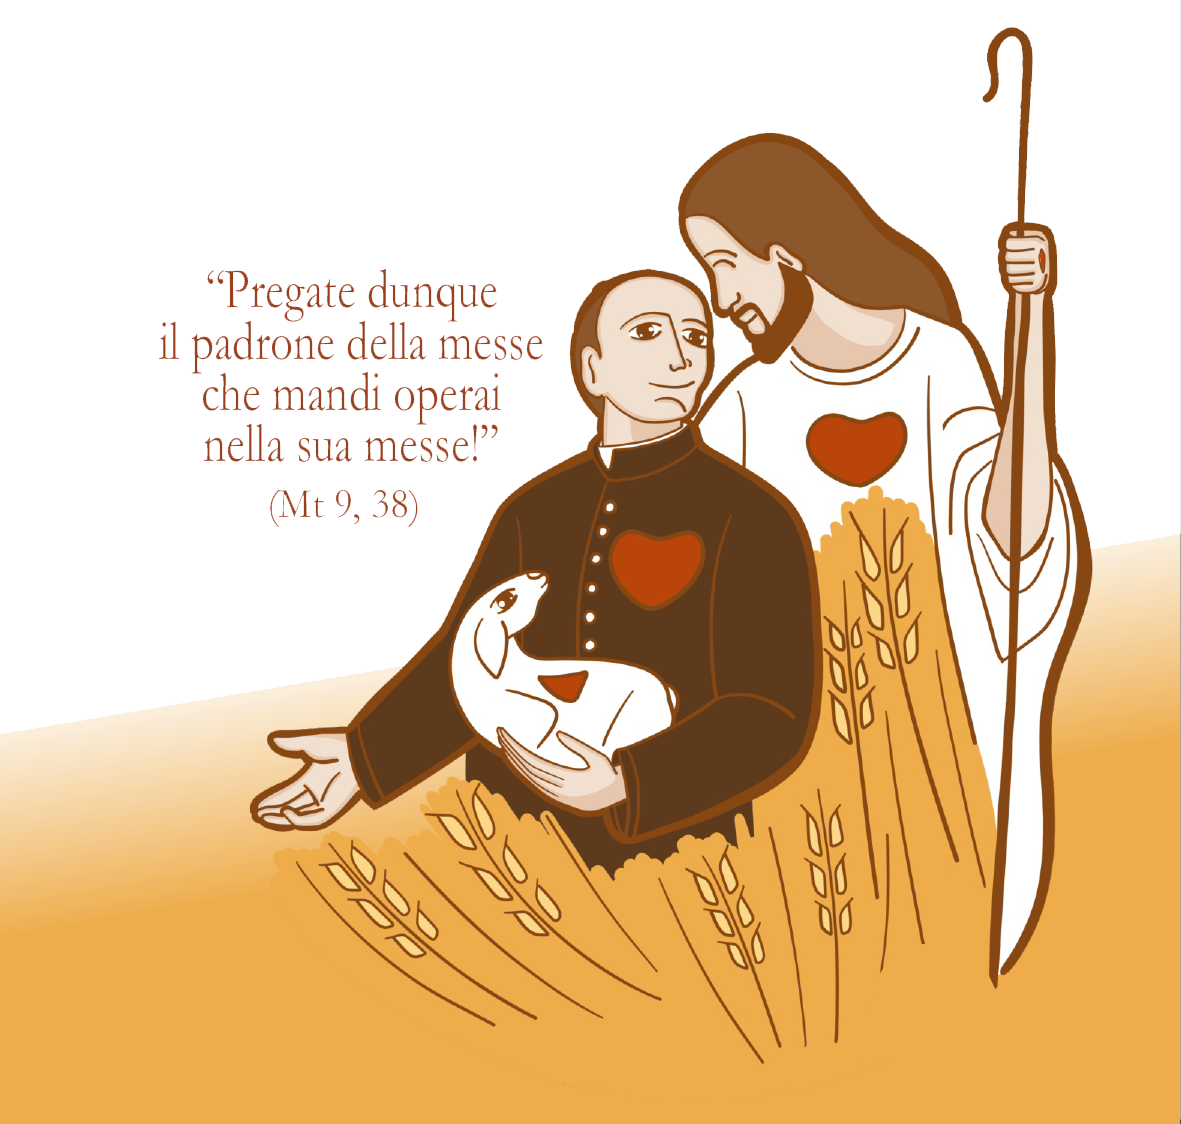 “Pregate dunque
il padrone della messe
che mandi operai
nella sua messe!”
(Mt 9, 38)